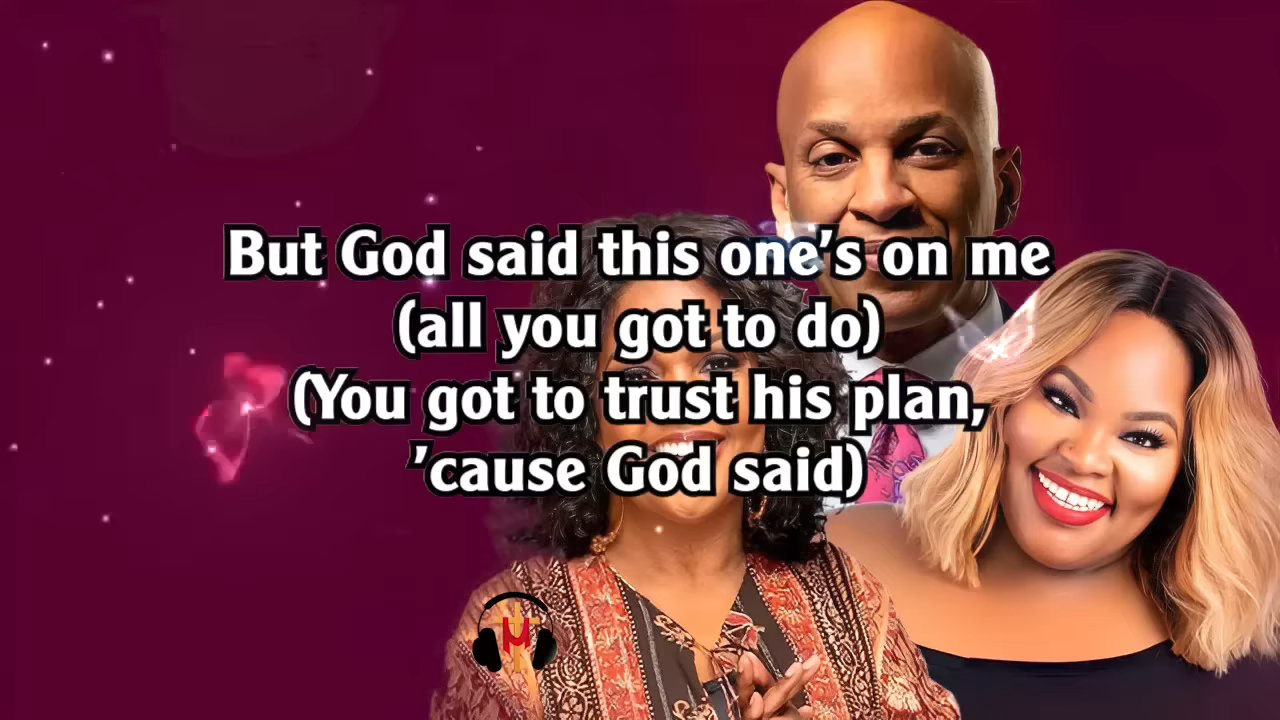 But God said this one's on me
(all you got to do)
(You got to trust his plan,
'cause God said)